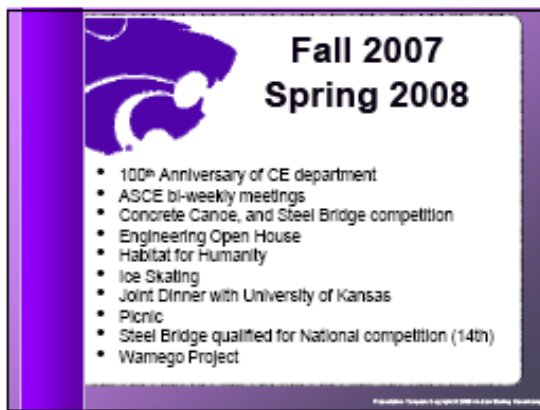 Fall 2007
Spring 2008
• 100th Anniversary of CE department
• ASCE bi-weekly meetings
• Concrete Canoe, and Steel Bridge competition
• Engineering Open House
• Habitat for Humanity
• Ice Skating
• Joint Dinner with University of Kansas
• Picnic
• Steel Bridge qualified for National competition (14th)
• Wamego Project